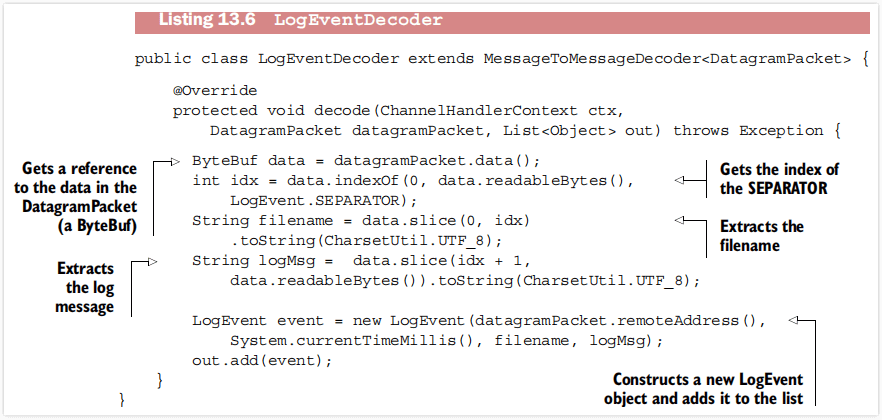 Listing 13.6 LogEventDecoder
public class LogEventDecoder extends MessageToMessageDecoder<DatagramPacket> {
@Override
protected void decode(ChannelHandlerContext ctx,
DatagramPacket datagramPacket, List<Object> out) throws Exception {
Gets a reference
to the data in the
DatagramPacket
(a ByteBuf)
ByteBuf data = datagramPacket.data();
int idx = data.indexOf(0, data.readableBytes(),
LogEvent.SEPARATOR);
Gets the index of
the SEPARATOR
String filename = data.slice(0, idx)
.toString(CharsetUtil.UTF_8);
Extracts the
filename
String logMsg = data.slice(idx + 1,
data.readableBytes()).toString(CharsetUtil.UTF_8);
Extracts
the log
message
LogEvent event = new LogEvent(datagramPacket.remoteAddress(),
System.currentTimeMillis(), filename, logMsg);
out.add(event);
}
Constructs a new LogEvent
object and adds it to the list
}